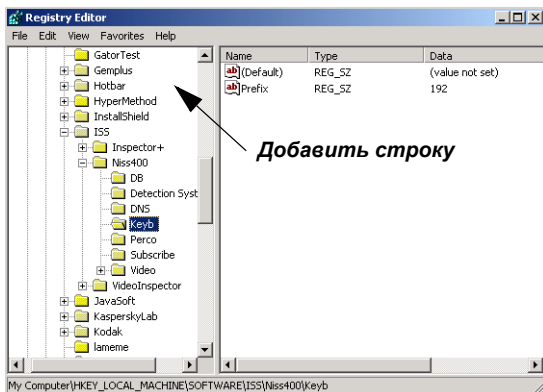 Registry Editor
File Edit View Favorites Help
GatorTest
Gemplus
Hotbar
HyperMethod
InstallShield
ISS
Inspector+
Niss400
DB
Detection Syst
DNS
Keyb
Perco
Subscribe
Video
VideoInspector
JavaSoft
KasperskyLab
Kodak
lameme
Name Type Data
(Default) REG_SZ (value not set)
Prefix REG_SZ 192
Добавить строку
My Computer\HKEY_LOCAL_MACHINE\SOFTWARE\ISS\Niss400\Keyb